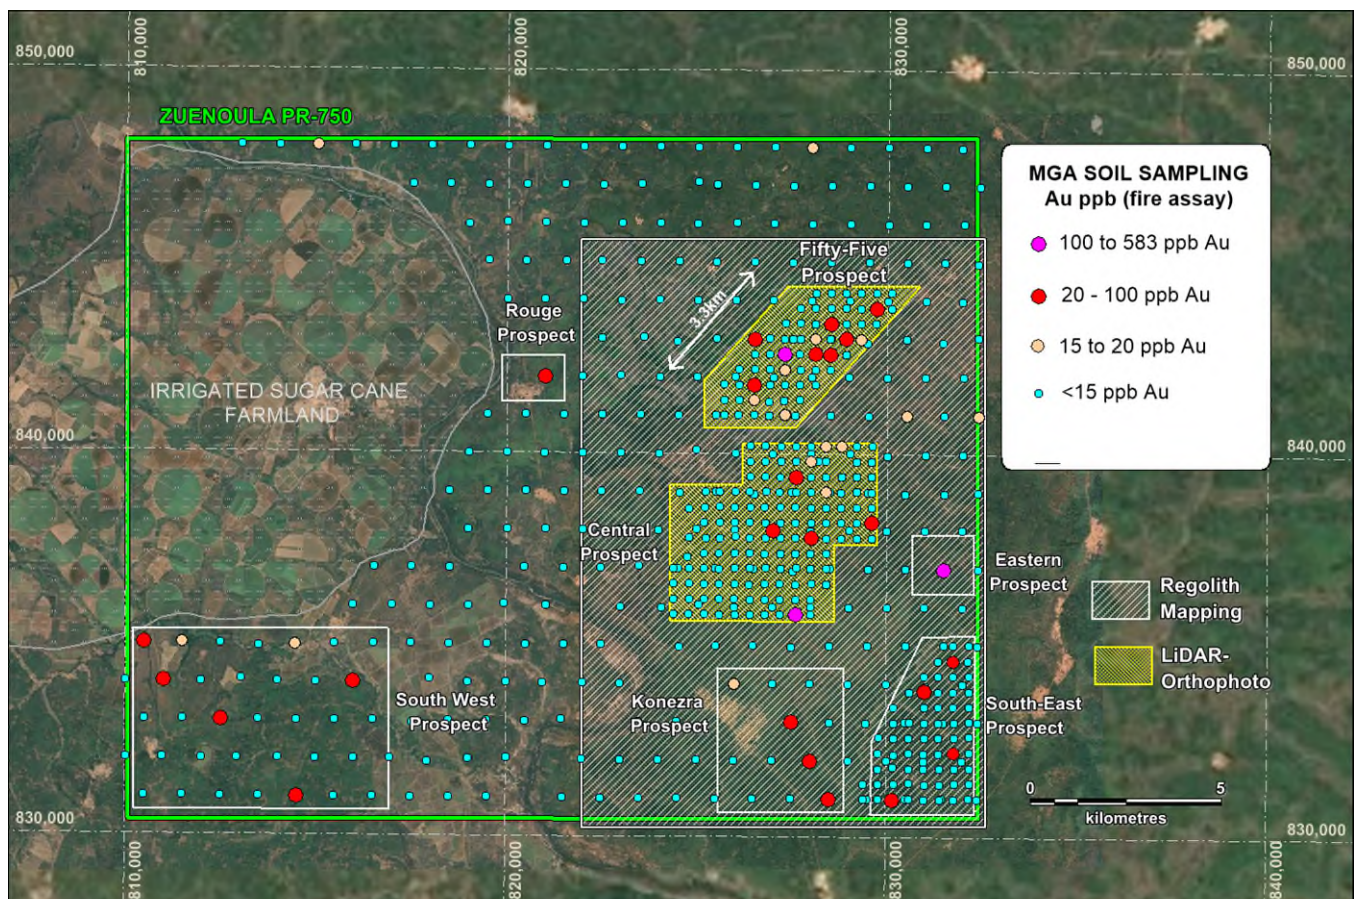 810,000
820,000
830,000
850,000
850,000
ZUENOULA PR-750
MGA SOIL SAMPLING
Au ppb (fire assay)
100 to 583 ppb Au
20 - 100 ppb Au
15 to 20 ppb Au
<15 ppb Au
Fifty-Five
Prospect
3.3km
Rouge
Prospect
IRRIGATED SUGAR CANE
FARMLAND
840,000
840,000
Central
Prospect
Eastern
Prospect
Regolith
Mapping
LiDAR-
Orthophoto
South West
Prospect
Konezra
Prospect
South-East
Prospect
0
5
kilometres
830,000
830,000
810,000
820,000
830,000
840,000